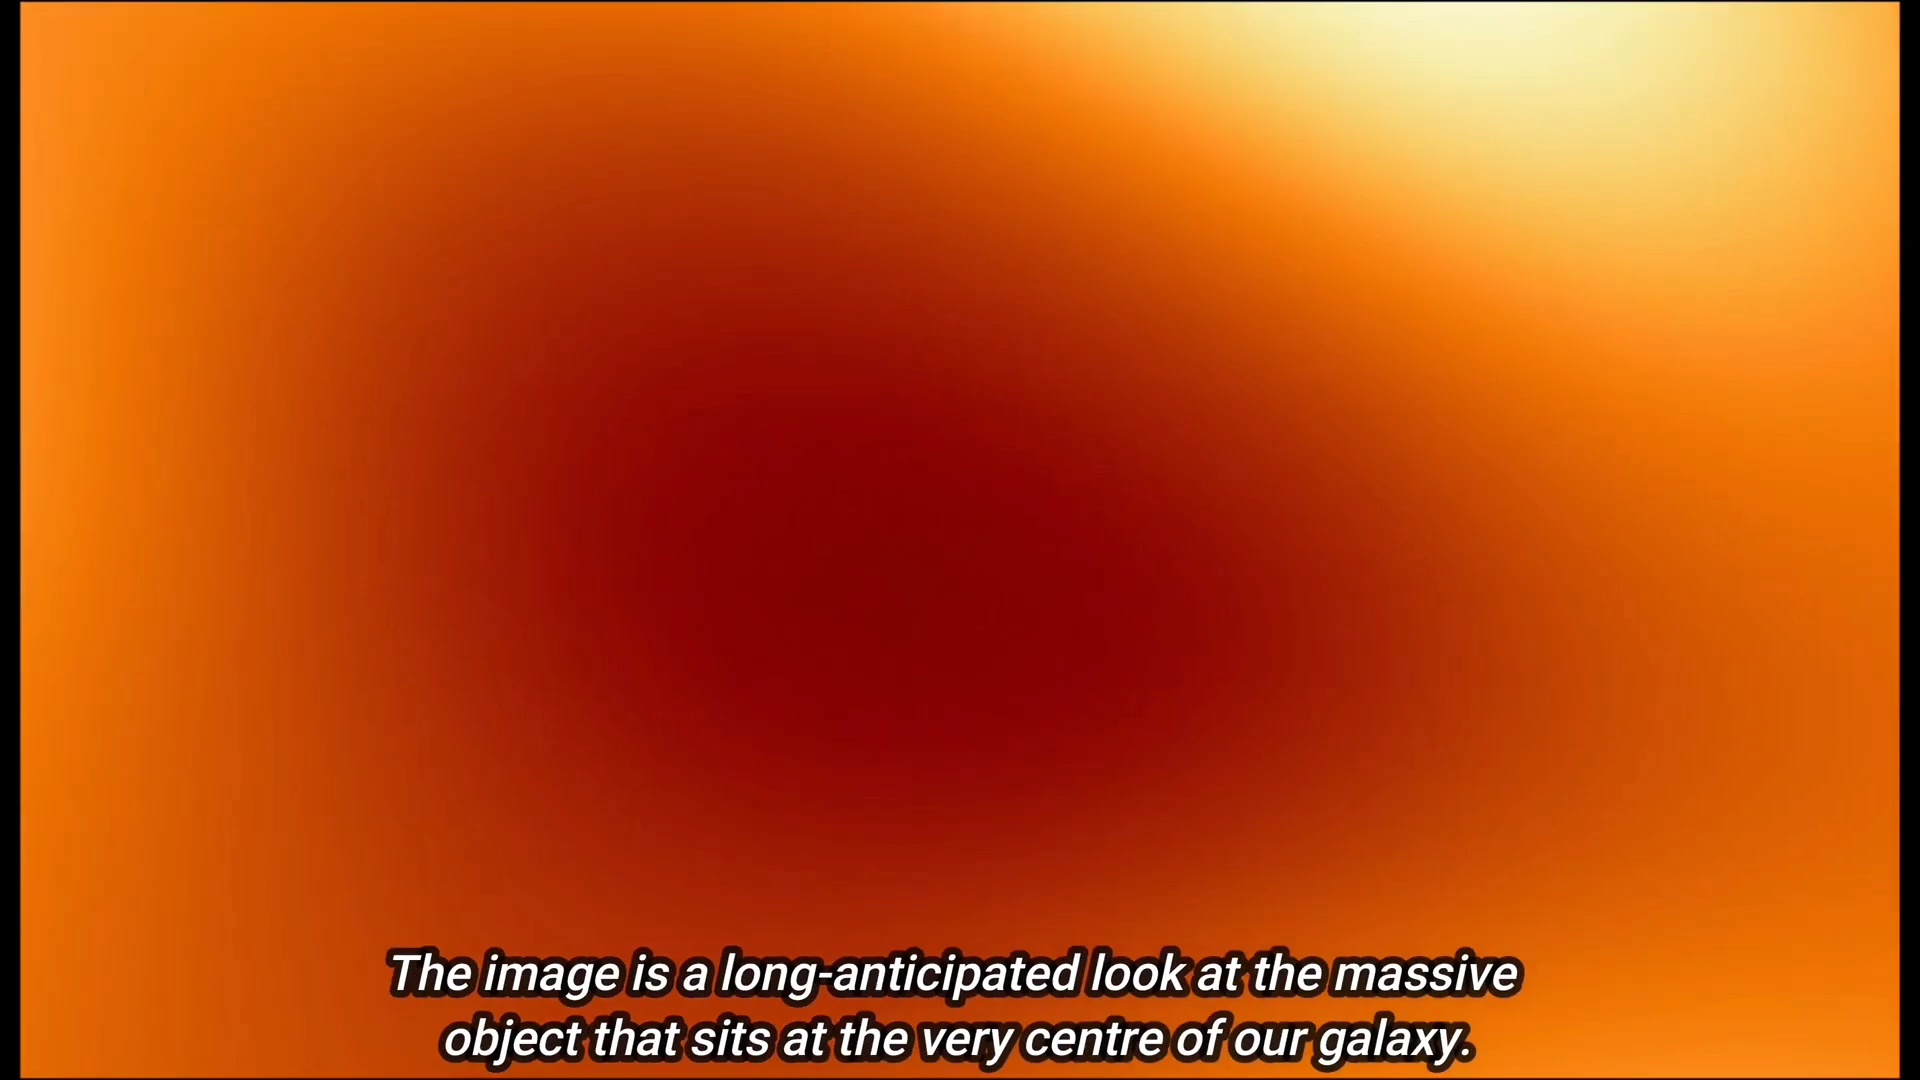 The image is a long-anticipated look at the massive
object that sits at the very centre of our galaxy.